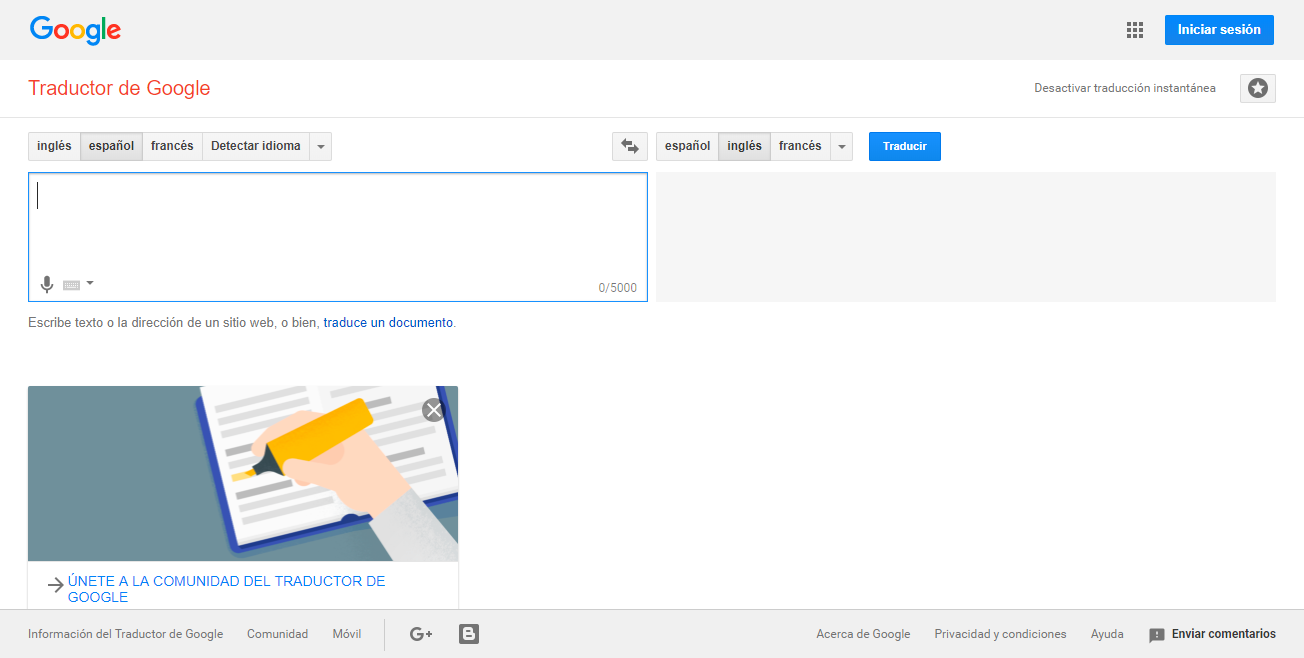 Google
Iniciar sesión
Traductor de Google
Desactivar traducción instantánea
inglés español francés Detectar idioma
español inglés francés Traducir
0/5000
Escribe texto o la dirección de un sitio web, o bien, traduce un documento.
ÚNETE A LA COMUNIDAD DEL TRADUCTOR DE
GOOGLE
Información del Traductor de Google Comunidad Móvil G+ B Acerca de Google Privacidad y condiciones Ayuda Enviar comentarios